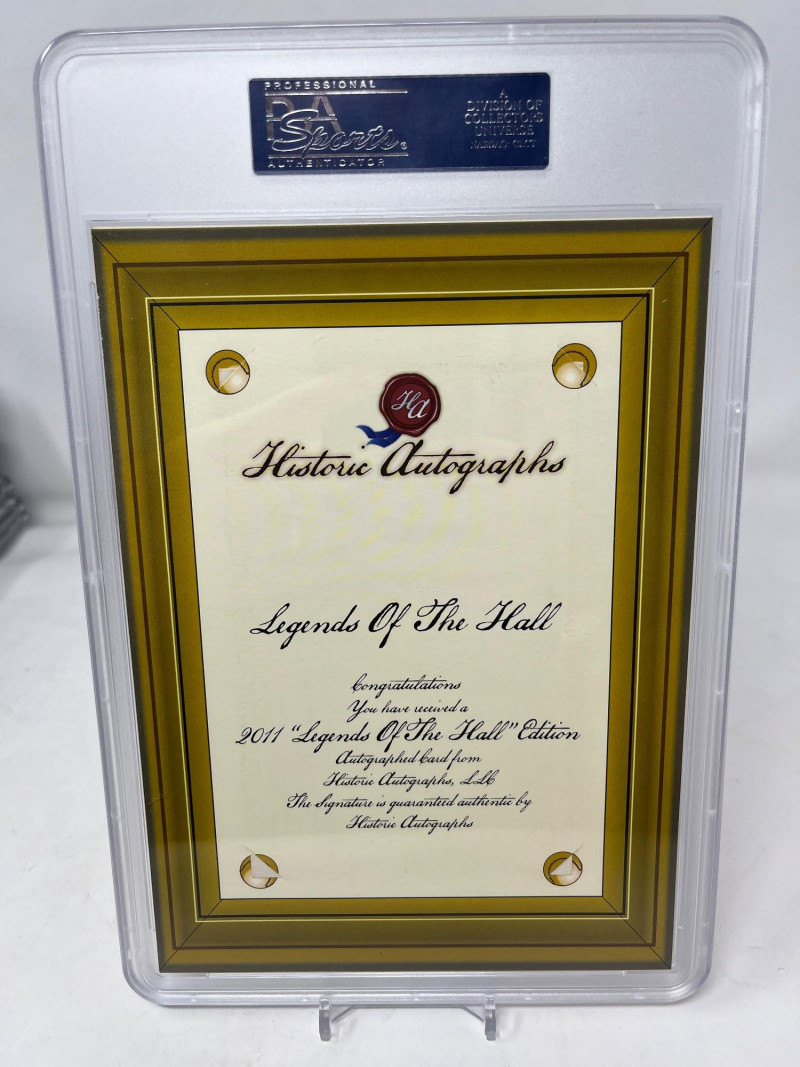 PROFESSIONAL
PSA
Sports
AUTHENTICATOR
A
DIVISION OF
COLLECTORS
UNIVERSE
NASDAQ: CLCT
HA
Historic Autographs
Legends Of The Hall
Congratulations
You have received a
2011 "Legends Of The Hall" Edition
Autographed Card from
Historic Autographs, LLC
The Signature is guaranteed authentic by
Historic Autographs